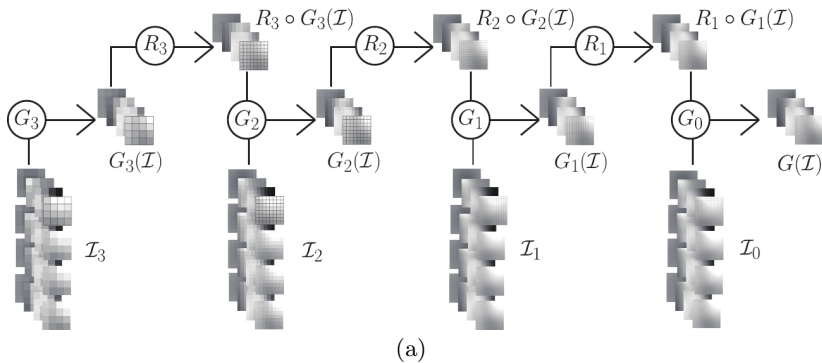 R₃ ∘ G₃(ℐ) R₂ ∘ G₂(ℐ) R₁ ∘ G₁(ℐ)
R₃ R₂ R₁
G₃ G₂ G₁ G₀
G₃(ℐ) G₂(ℐ) G₁(ℐ) G(ℐ)
ℐ₃ ℐ₂ ℐ₁ ℐ₀
(a)